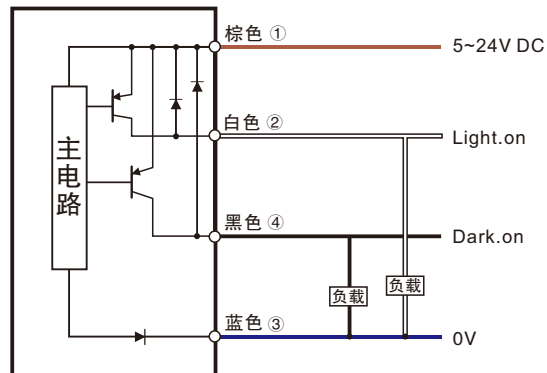 棕色 ①
5~24V DC
主电路
白色 ②
Light.on
黑色 ④
Dark.on
负载
负载
蓝色 ③
0V